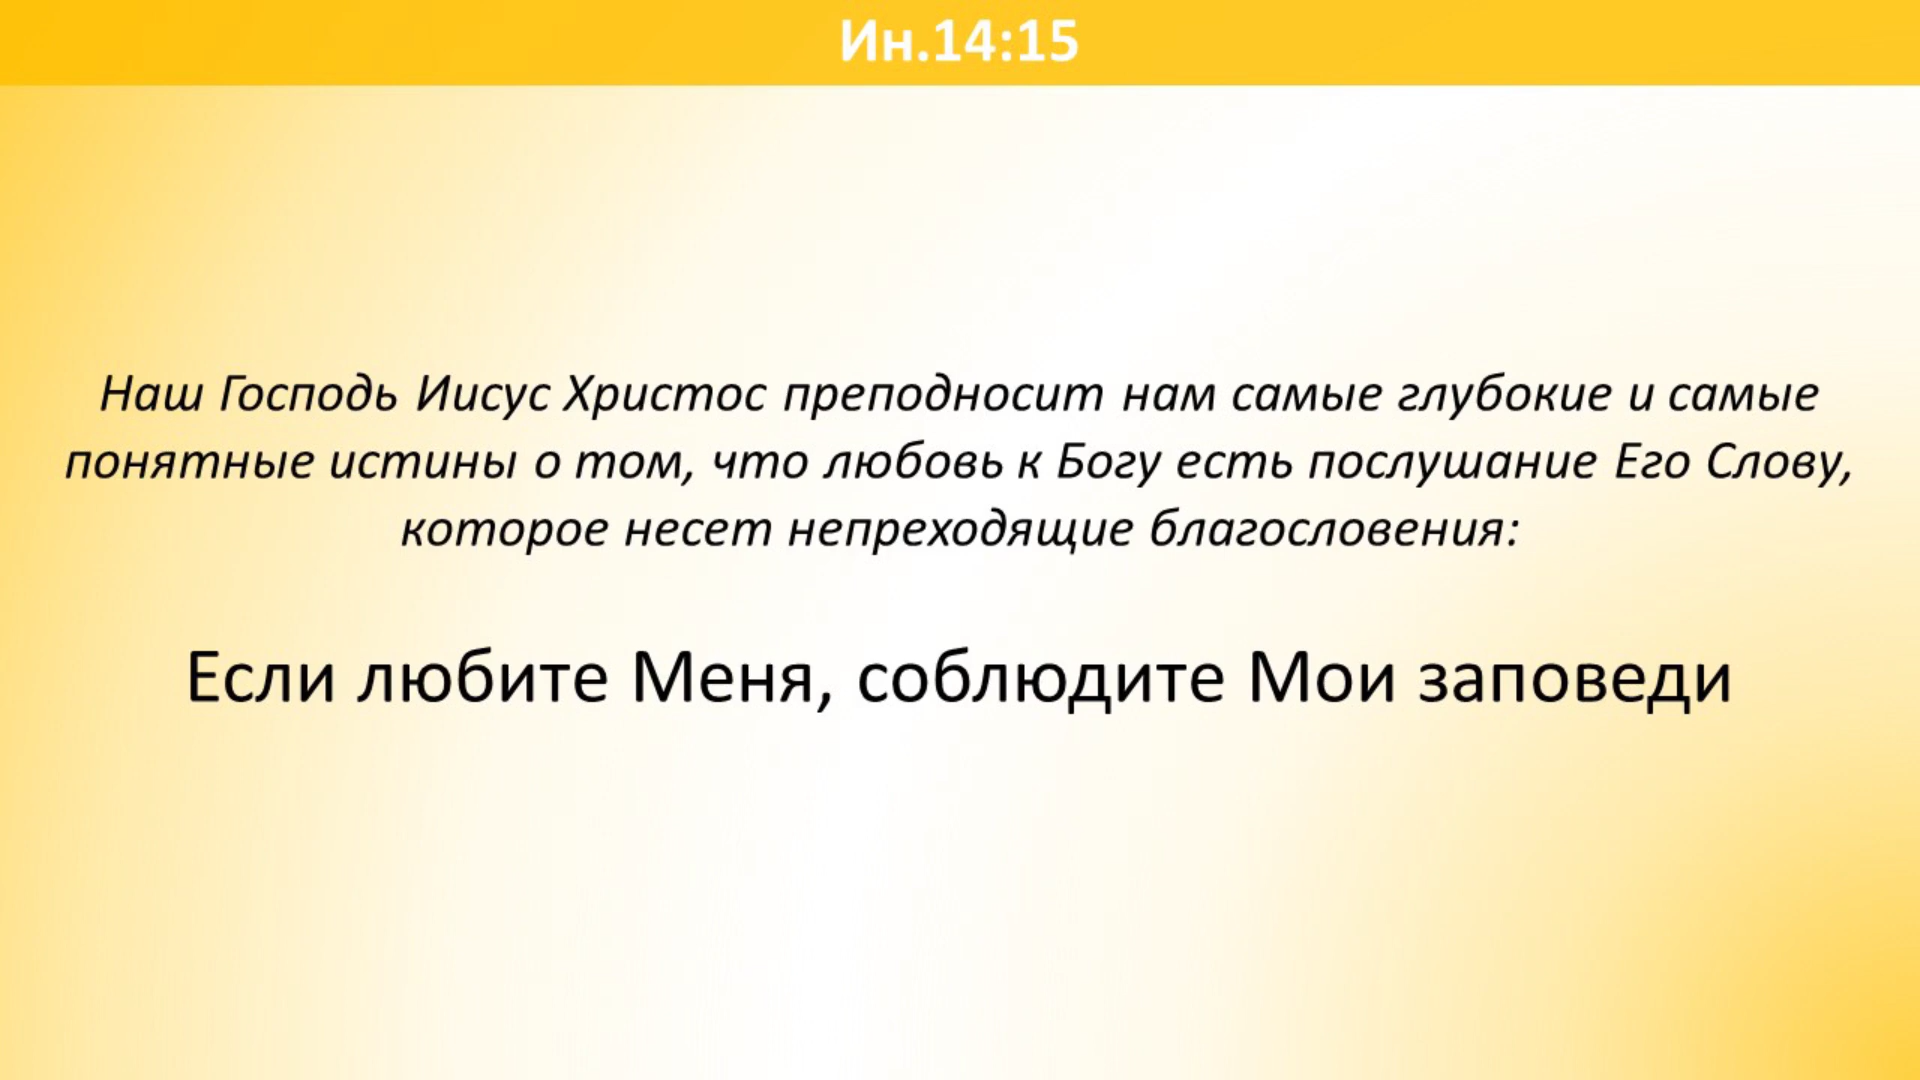 Ин.14:15
Наш Господь Иисус Христос преподносит нам самые глубокие и самые
понятные истины о том, что любовь к Богу есть послушание Его Слову,
которое несет непреходящие благословения:
Если любите Меня, соблюдите Мои заповеди